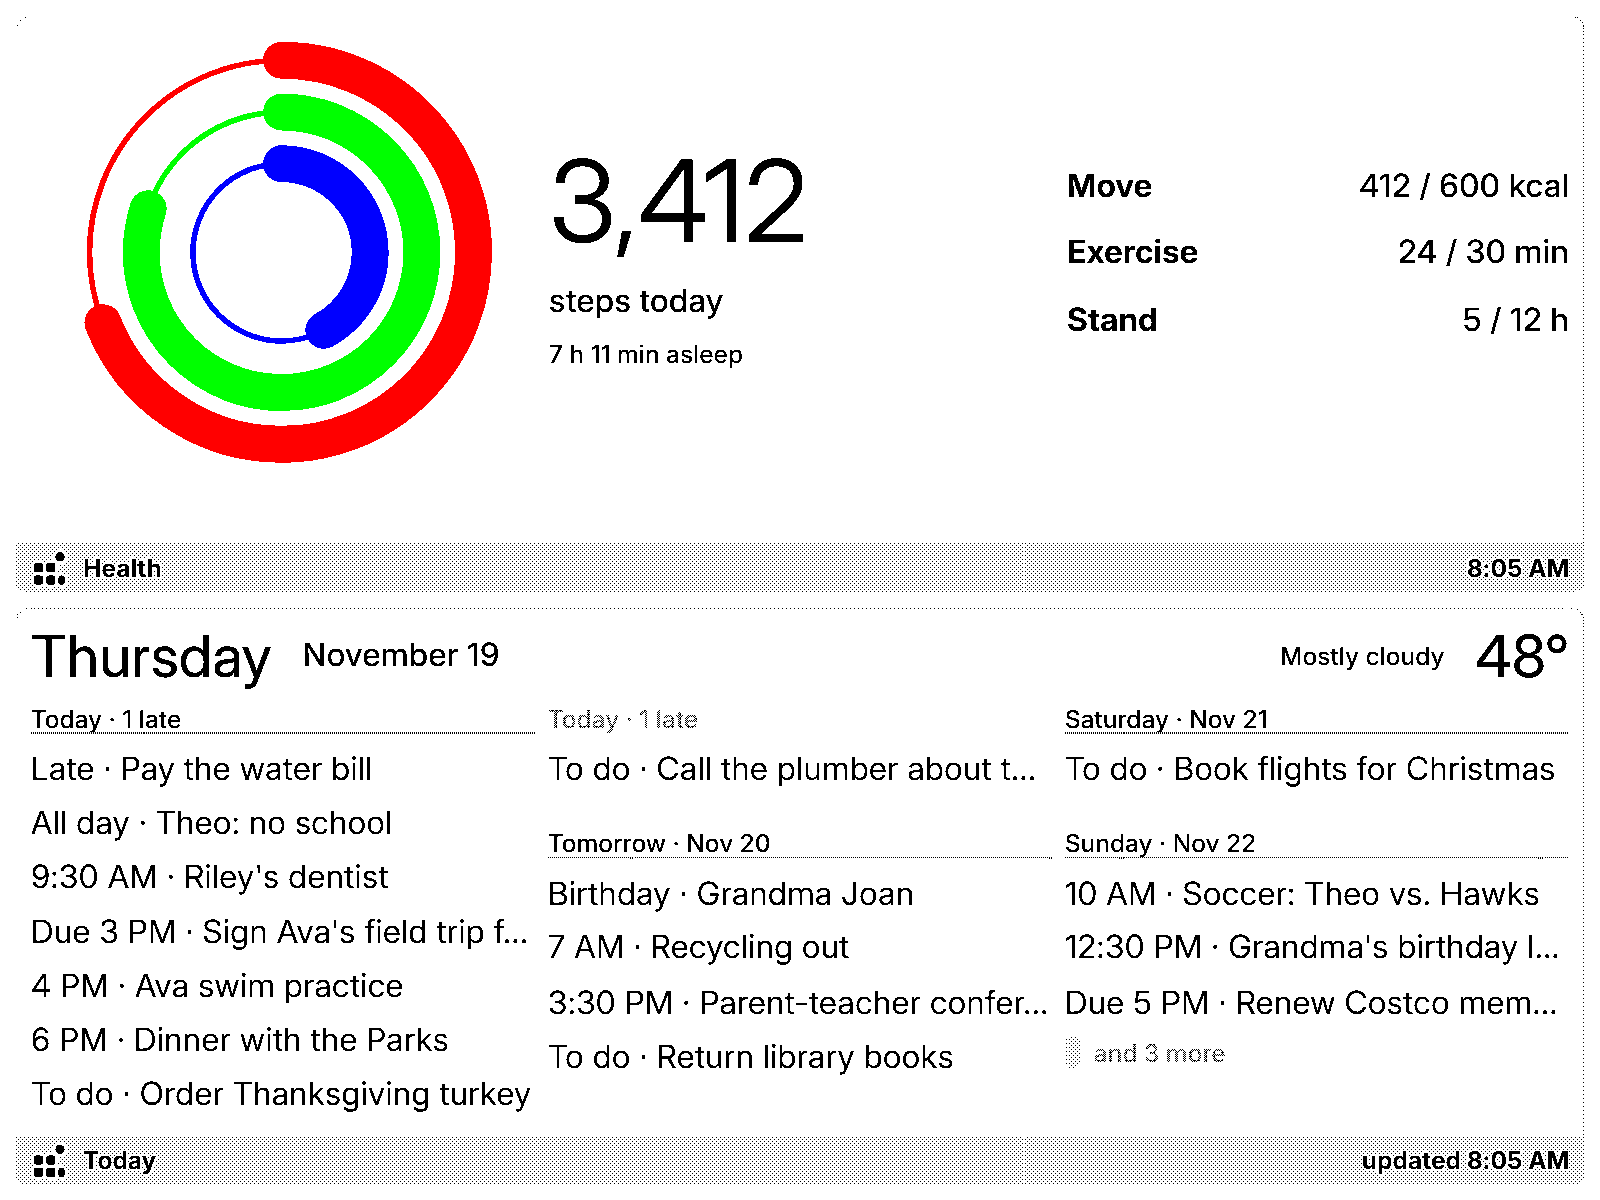 3,412
steps today
7 h 11 min asleep
Move 412 / 600 kcal
Exercise 24 / 30 min
Stand 5 / 12 h
Health 8:05 AM
Thursday November 19 Mostly cloudy 48°
Today · 1 late
Late · Pay the water bill
All day · Theo: no school
9:30 AM · Riley's dentist
Due 3 PM · Sign Ava's field trip f...
4 PM · Ava swim practice
6 PM · Dinner with the Parks
To do · Order Thanksgiving turkey
Today · 1 late
To do · Call the plumber about t...
Tomorrow · Nov 20
Birthday · Grandma Joan
7 AM · Recycling out
3:30 PM · Parent-teacher confer...
To do · Return library books
Saturday · Nov 21
To do · Book flights for Christmas
Sunday · Nov 22
10 AM · Soccer: Theo vs. Hawks
12:30 PM · Grandma's birthday l...
Due 5 PM · Renew Costco mem...
and 3 more
Today updated 8:05 AM